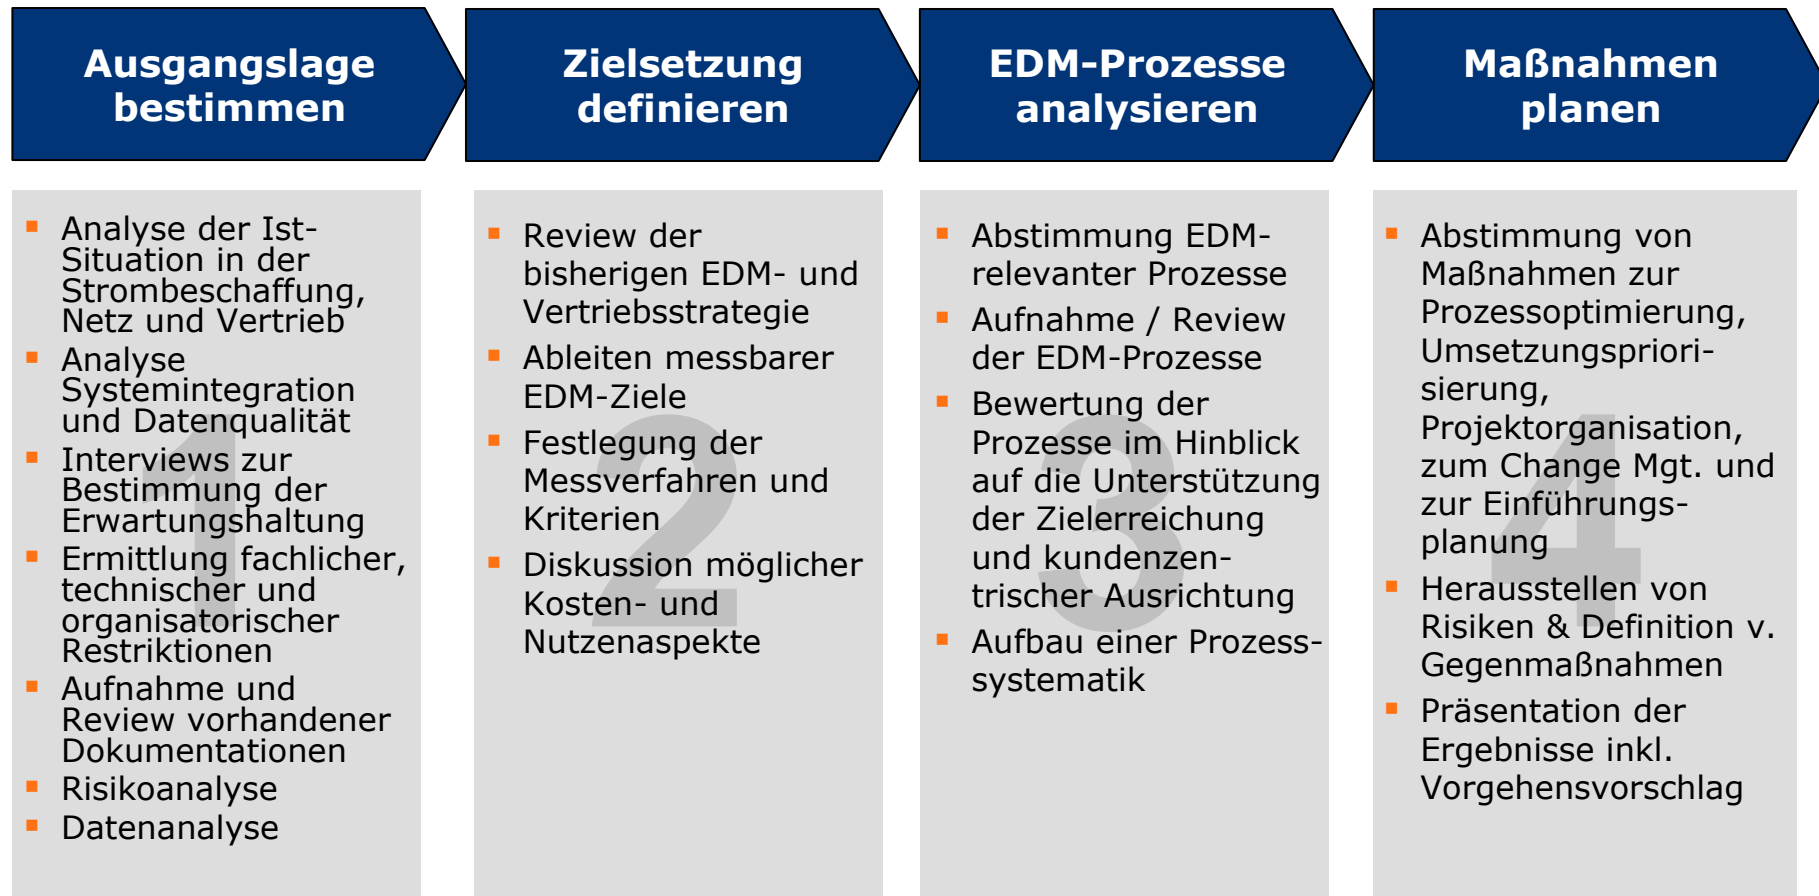 Ausgangslage
bestimmen
Zielsetzung
definieren
EDM-Prozesse
analysieren
Maßnahmen
planen
1
▪ Analyse der Ist-
Situation in der
Strombeschaffung,
Netz und Vertrieb
▪ Analyse
Systemintegration
und Datenqualität
▪ Interviews zur
Bestimmung der
Erwartungshaltung
▪ Ermittlung fachlicher,
technischer und
organisatorischer
Restriktionen
▪ Aufnahme und
Review vorhandener
Dokumentationen
▪ Risikoanalyse
▪ Datenanalyse
2
▪ Review der
bisherigen EDM- und
Vertriebsstrategie
▪ Ableiten messbarer
EDM-Ziele
▪ Festlegung der
Messverfahren und
Kriterien
▪ Diskussion möglicher
Kosten- und
Nutzenaspekte
3
▪ Abstimmung EDM-
relevanter Prozesse
▪ Aufnahme / Review
der EDM-Prozesse
▪ Bewertung der
Prozesse im Hinblick
auf die Unterstützung
der Zielerreichung
und kundenzen-
trischer Ausrichtung
▪ Aufbau einer Prozess-
systematik
4
▪ Abstimmung von
Maßnahmen zur
Prozessoptimierung,
Umsetzungspriori-
sierung,
Projektorganisation,
zum Change Mgt. und
zur Einführungs-
planung
▪ Herausstellen von
Risiken & Definition v.
Gegenmaßnahmen
▪ Präsentation der
Ergebnisse inkl.
Vorgehensvorschlag